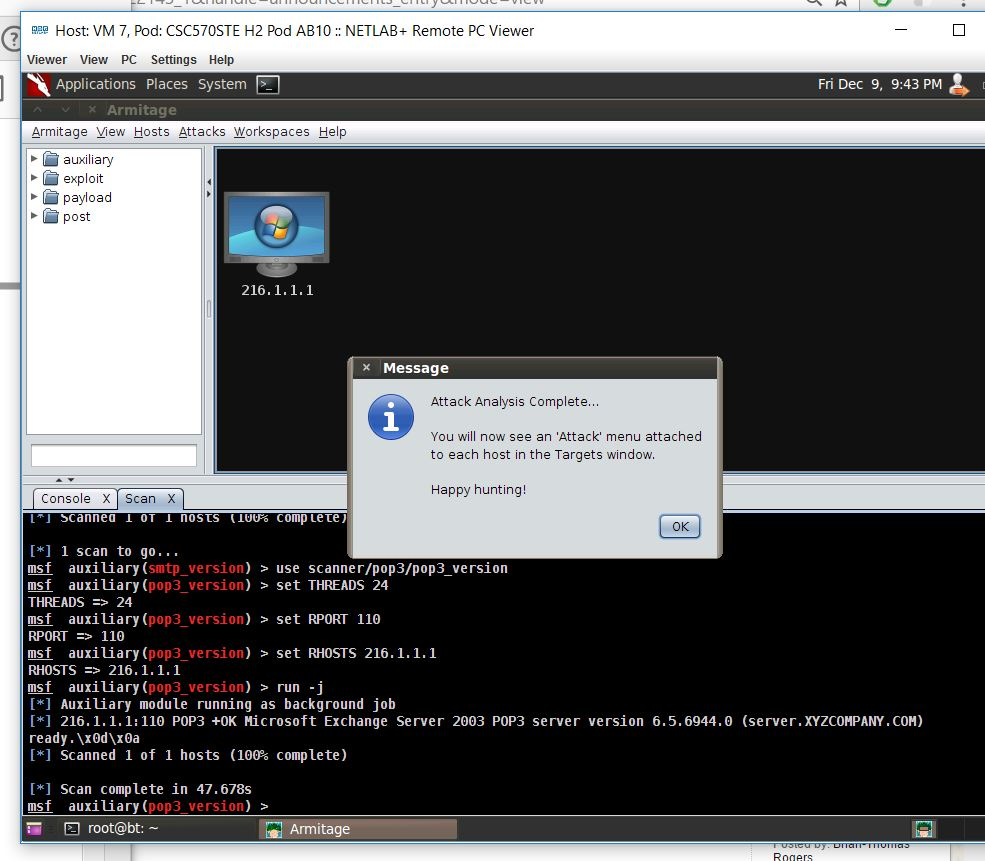 22145_1&handle=announcements_entry&mode=view
Host: VM 7, Pod: CSC570STE H2 Pod AB10 :: NETLAB+ Remote PC Viewer
Viewer View PC Settings Help
Applications Places System Fri Dec 9, 9:43 PM
Armitage
Armitage View Hosts Attacks Workspaces Help
auxiliary
exploit
payload
post
216.1.1.1
Message
Attack Analysis Complete...
You will now see an 'Attack' menu attached
to each host in the Targets window.
Happy hunting!
OK
Console X Scan X
[*] Scanned 1 of 1 hosts (100% complete)
[*] 1 scan to go...
msf auxiliary(smtp_version) > use scanner/pop3/pop3_version
msf auxiliary(pop3_version) > set THREADS 24
THREADS => 24
msf auxiliary(pop3_version) > set RPORT 110
RPORT => 110
msf auxiliary(pop3_version) > set RHOSTS 216.1.1.1
RHOSTS => 216.1.1.1
msf auxiliary(pop3_version) > run -j
[*] Auxiliary module running as background job
[*] 216.1.1.1:110 POP3 +OK Microsoft Exchange Server 2003 POP3 server version 6.5.6944.0 (server.XYZCOMPANY.COM)
ready.\x0d\x0a
[*] Scanned 1 of 1 hosts (100% complete)
[*] Scan complete in 47.678s
msf auxiliary(pop3_version) >
root@bt: ~ Armitage
Posted by: Brian-Thomas
Rogers